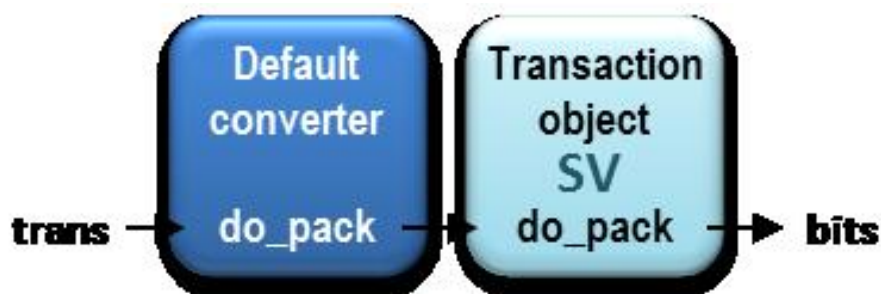 Default
converter
Transaction
object
SV
trans
do_pack
do_pack
bits